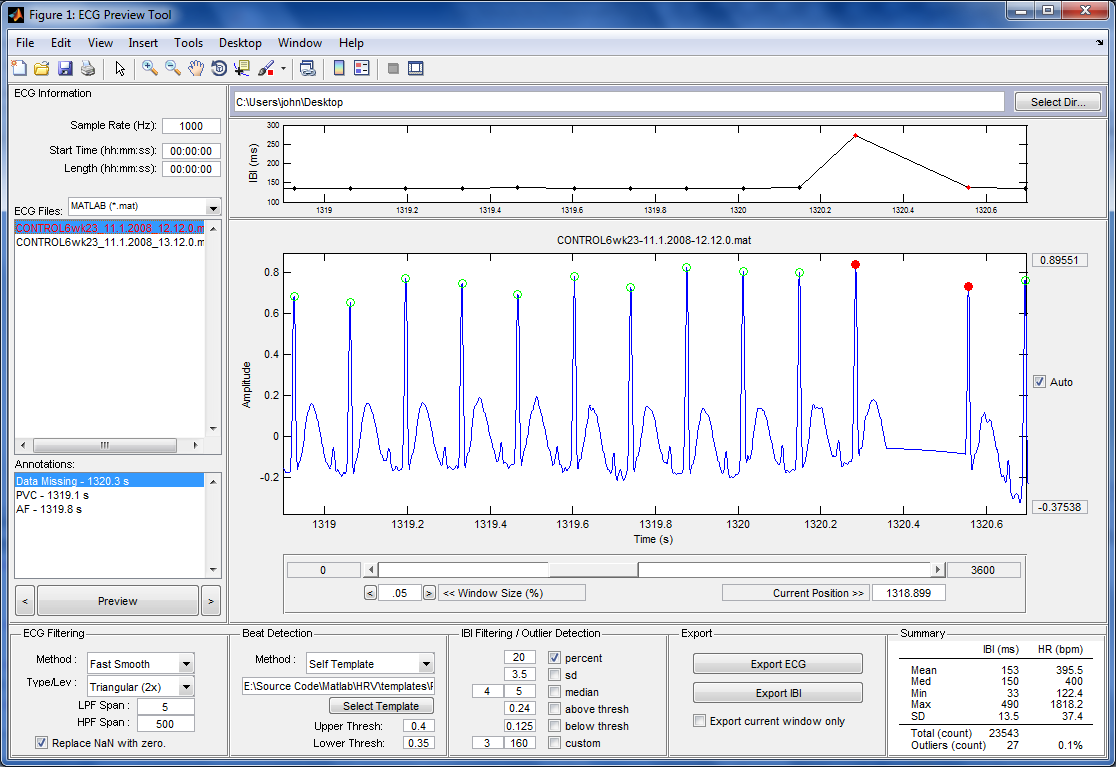 Figure 1: ECG Preview Tool
File Edit View Insert Tools Desktop Window Help
ECG Information
Sample Rate (Hz): 1000
Start Time (hh:mm:ss): 00:00:00
Length (hh:mm:ss): 00:00:00
ECG Files: MATLAB (*.mat)
CONTROL6wk23_11.1.2008_12.12.0.m
CONTROL6wk23_11.1.2008_13.12.0.m
Annotations:
Data Missing - 1320.3 s
PVC - 1319.1 s
AF - 1319.8 s
< Preview >
C:\Users\john\Desktop Select Dir...
IBI (ms)
300
250
200
150
100
1319 1319.2 1319.4 1319.6 1319.8 1320 1320.2 1320.4 1320.6
CONTROL6wk23-11.1.2008-12.12.0.mat
Amplitude
0.8
0.6
0.4
0.2
0
-0.2
0.89551
Auto
-0.37538
1319 1319.2 1319.4 1319.6 1319.8 1320 1320.2 1320.4 1320.6
Time (s)
0 3600
< .05 > << Window Size (%) Current Position >> 1318.899
ECG Filtering
Method : Fast Smooth
Type/Lev : Triangular (2x)
LPF Span : 5
HPF Span : 500
Replace NaN with zero.
Beat Detection
Method : Self Template
E:\Source Code\Matlab\HRV\templates\
Select Template
Upper Thresh: 0.4
Lower Thresh: 0.35
IBI Filtering / Outlier Detection
20 percent
3.5 sd
4 5 median
0.24 above thresh
0.125 below thresh
3 160 custom
Export
Export ECG
Export IBI
Export current window only
Summary
IBI (ms) HR (bpm)
Mean 153 395.5
Med 150 400
Min 33 122.4
Max 490 1818.2
SD 13.5 37.4
Total (count) 23543
Outliers (count) 27 0.1%